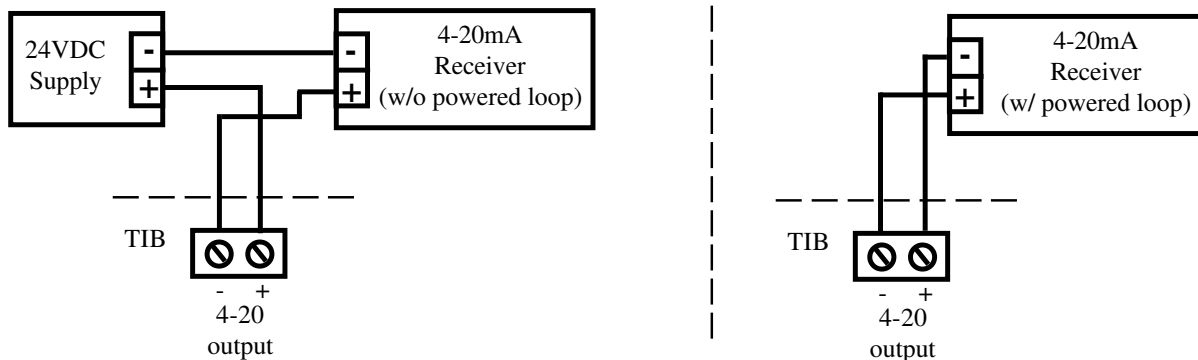 24VDC
Supply
-
+
-
+
4-20mA
Receiver
(w/o powered loop)
TIB
- +
4-20
output
-
+
4-20mA
Receiver
(w/ powered loop)
TIB
- +
4-20
output